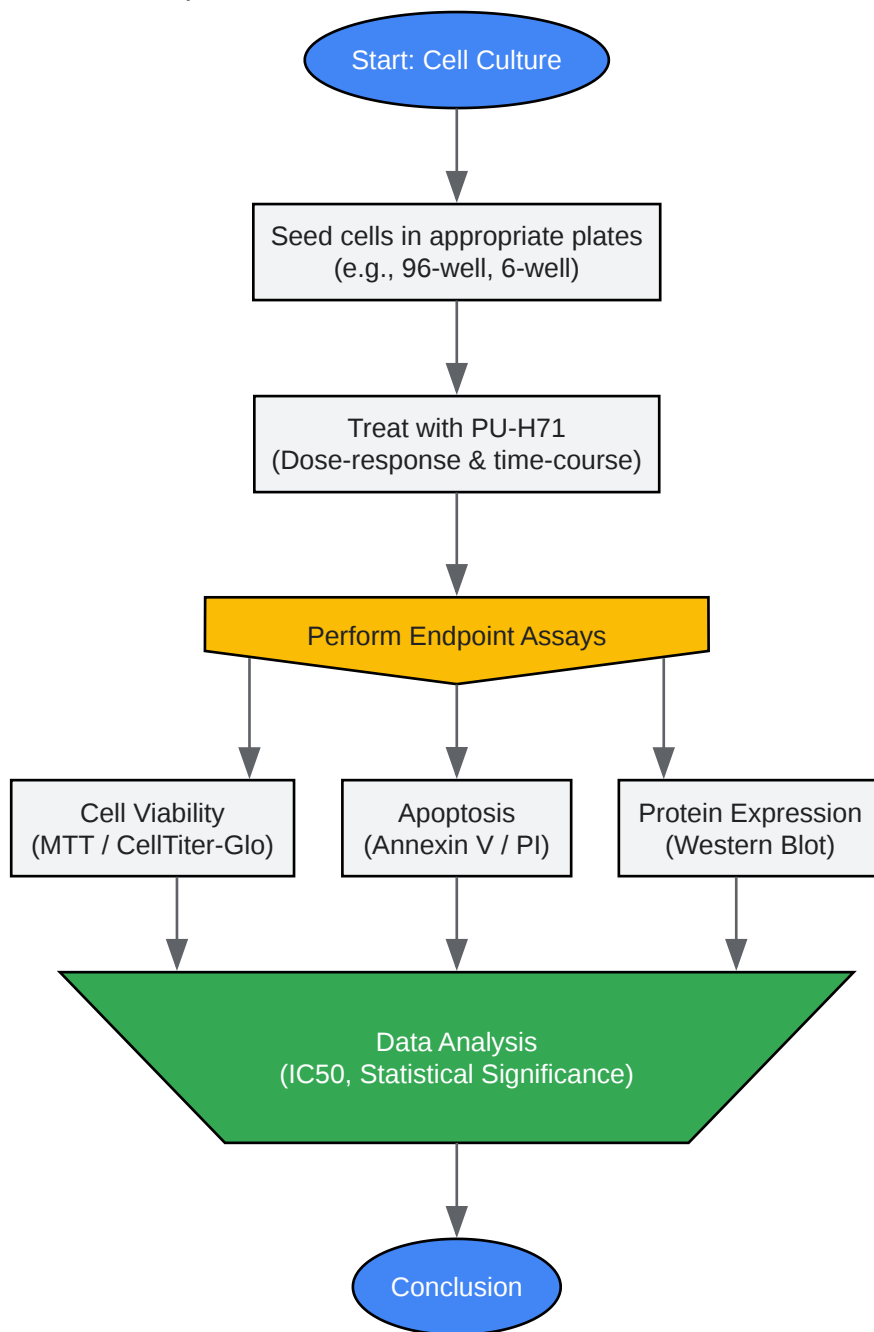 Start: Cell Culture
Seed cells in appropriate plates
(e.g., 96-well, 6-well)
Treat with PU-H71
(Dose-response & time-course)
Perform Endpoint Assays
Cell Viability
(MTT / CellTiter-Glo)
Apoptosis
(Annexin V / PI)
Protein Expression
(Western Blot)
Data Analysis
(IC50, Statistical Significance)
Conclusion